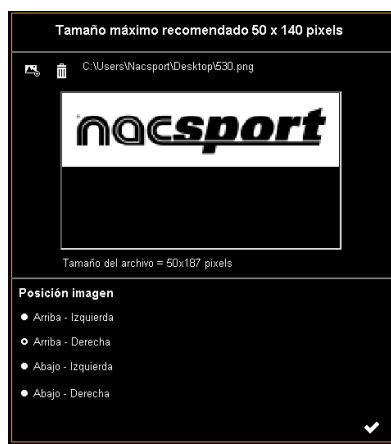 Tamaño máximo recomendado 50 x 140 pixels
C:\Users\Nacsport\Desktop\530.png
nacsport
Tamaño del archivo = 50x187 pixels
Posición imagen
Arriba - Izquierda
Arriba - Derecha
Abajo - Izquierda
Abajo - Derecha